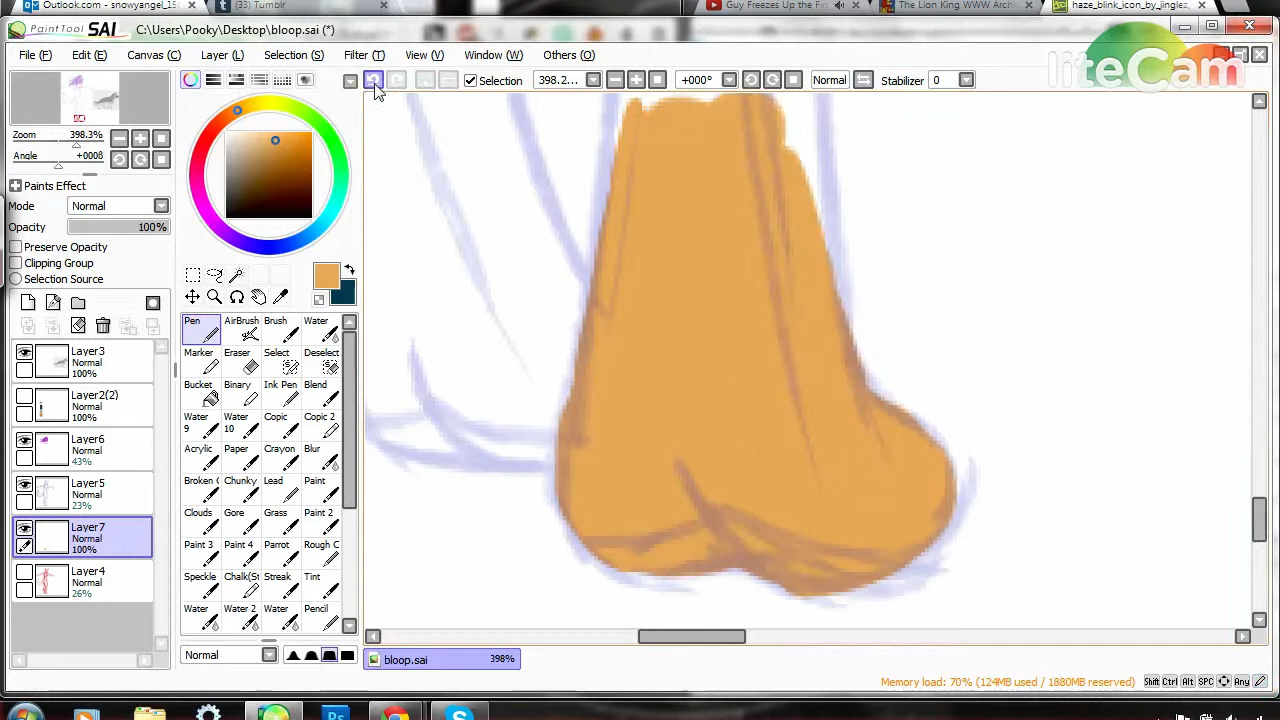 Outlook.com - snowyangel_15(
(33) Tumblr
Guy Freezes Up the First
The Lion King WWW Archi
haze_blink_icon_by_jinglez
PaintTool SAI C:\Users\Pooky\Desktop\bloop.sai (*)
File (F) Edit (E) Canvas (C) Layer (L) Selection (S) Filter (T) View (V) Window (W) Others (O)
liteCam
Selection 398.2... +000° Normal Stabilizer 0
Zoom 398.3%
Angle +000ß
Paints Effect
Mode Normal
Opacity 100%
Preserve Opacity
Clipping Group
Selection Source
Layer3
Normal
100%
Layer2(2)
Normal
100%
Layer6
Normal
43%
Layer5
Normal
23%
Layer7
Normal
100%
Layer4
Normal
26%
Pen AirBrush Brush Water
Marker Eraser Select Deselect
Bucket Binary Ink Pen Blend
Water 9 Water 10 Copic Copic 2
Acrylic Paper Crayon Blur
Broken C Chunky Lead Paint
Clouds Gore Grass Paint 2
Paint 3 Paint 4 Parrot Rough C
Speckle Chalk(Sr Streak Tint
Water Water 2 Water Pencil
Normal
bloop.sai 398%
Memory load: 70% (124MB used / 1880MB reserved) Shift Ctrl Alt SPC Any
Ps